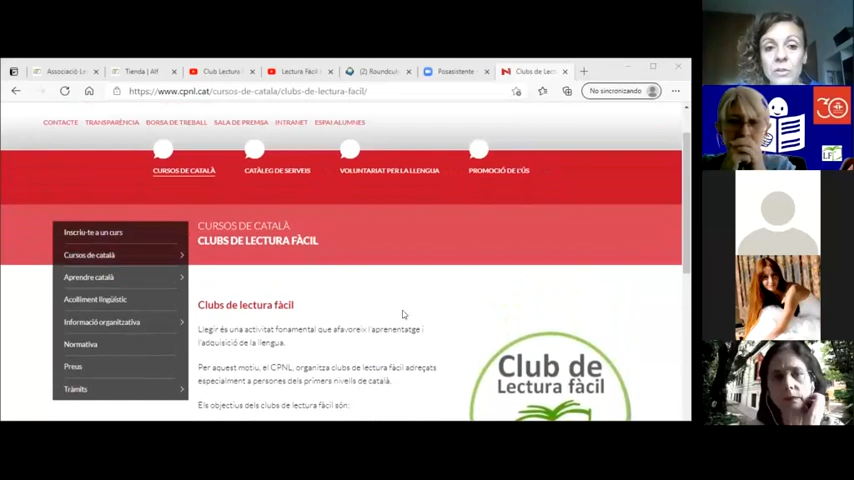 Associació Le
Tienda | Alf
Club Lectura
Lectura Fàcil
(2) Roundcu
Posasistente -
Clubs de Lect
https://www.cpnl.cat/cursos-de-catala/clubs-de-lectura-facil/
No sincronizando
CONTACTE TRANSPARÈNCIA BORSA DE TREBALL SALA DE PREMSA INTRANET ESPAI ALUMNES
CURSOS DE CATALÀ CATÀLEG DE SERVEIS VOLUNTARIAT PER LA LLENGUA PROMOCIÓ DE L'ÚS
Inscriu-te a un curs
Cursos de català
Aprendre català
Acolliment lingüístic
Informació organitzativa
Normativa
Preus
Tràmits
CURSOS DE CATALÀ
CLUBS DE LECTURA FÀCIL
Clubs de lectura fàcil
Llegir és una activitat fonamental que afavoreix l'aprenentatge i
l'adquisició de la llengua.
Per aquest motiu, el CPNL, organitza clubs de lectura fàcil adreçats
especialment a persones dels primers nivells de català.
Els objectius dels clubs de lectura fàcil són:
Club de
Lectura fàcil
30
LF